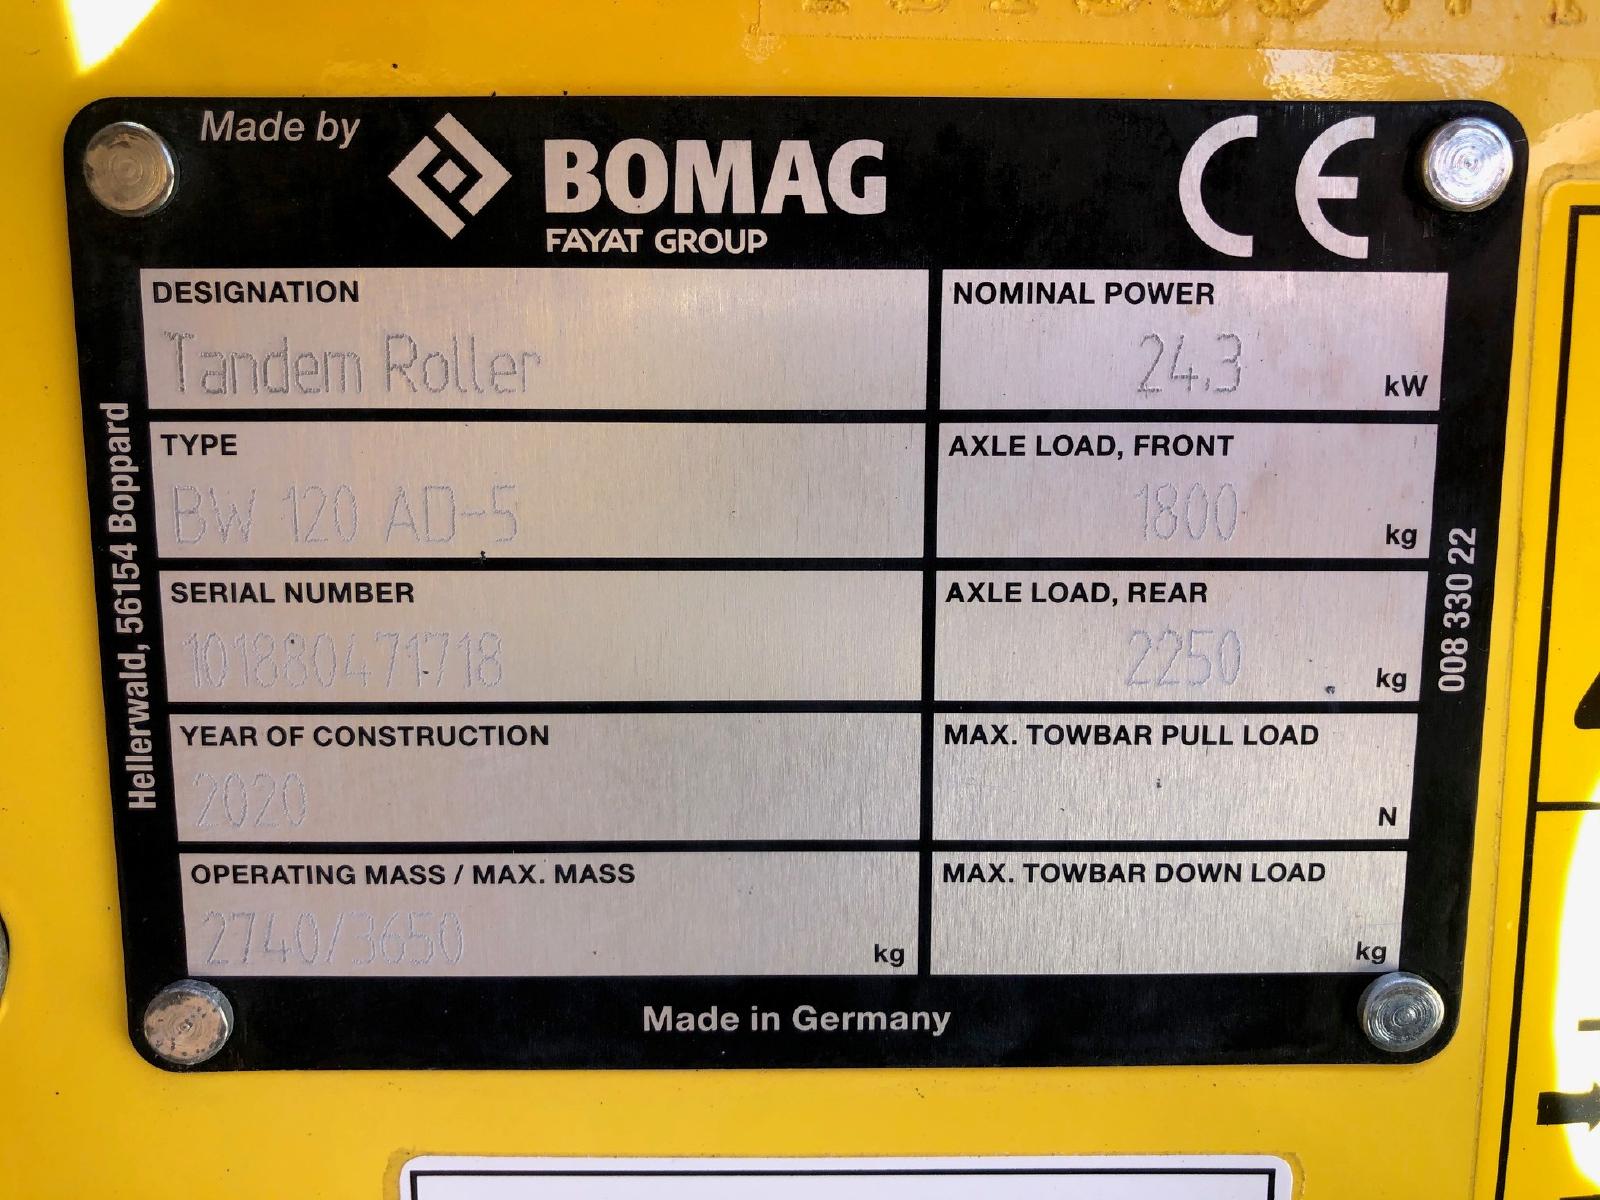 Made by
BOMAG
FAYAT GROUP
CE
DESIGNATION
Tandem Roller
NOMINAL POWER
24.3 kW
TYPE
BW 120 AD-5
AXLE LOAD, FRONT
1800 kg
SERIAL NUMBER
101880471718
AXLE LOAD, REAR
2250 kg
YEAR OF CONSTRUCTION
2020
MAX. TOWBAR PULL LOAD
N
OPERATING MASS / MAX. MASS
2740/3650 kg
MAX. TOWBAR DOWN LOAD
kg
Made in Germany
Hellerwald, 56154 Boppard
008 330 22